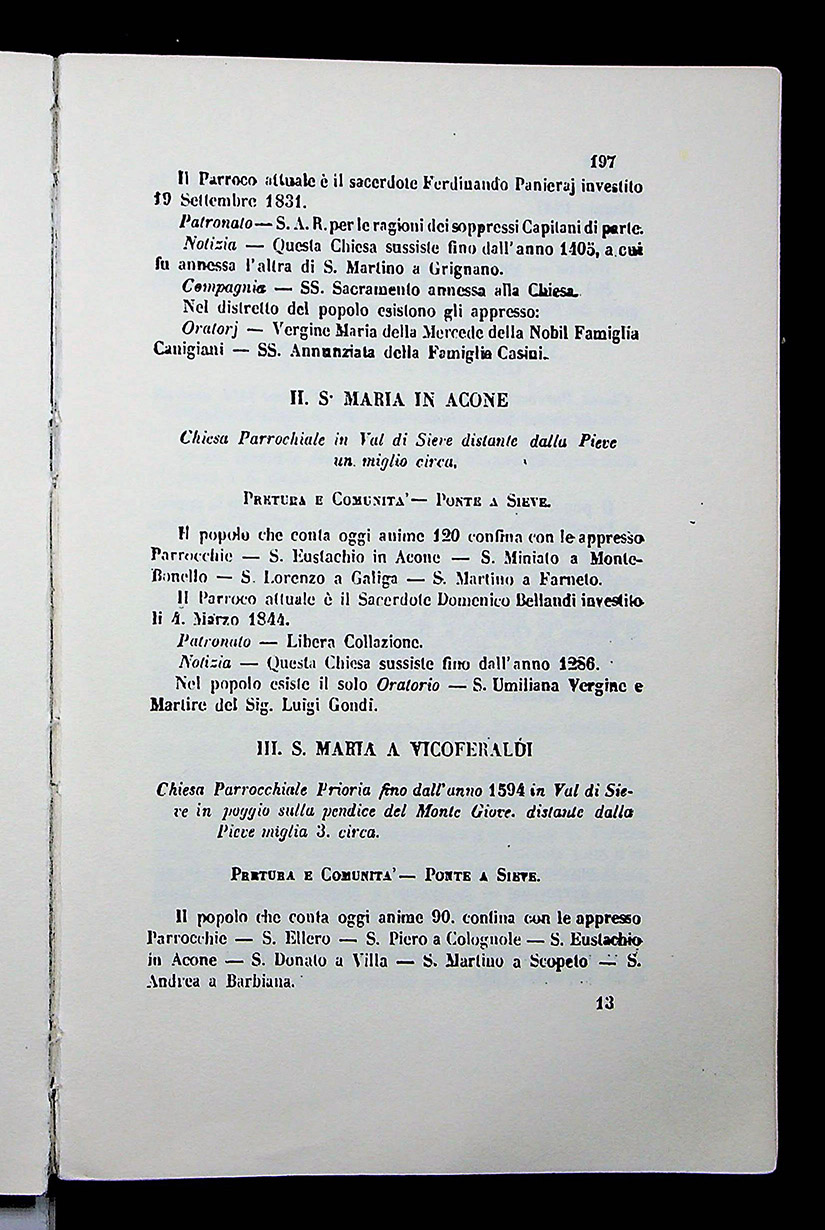 197
Il Parroco attuale è il sacerdote Ferdinando Panieraj investito
19 Settembre 1831.
Patronato — S. A. R. per le ragioni dei soppressi Capitani di parte.
Notizia — Questa Chiesa sussiste fino dall'anno 1405, a cui
fu annessa l'altra di S. Martino a Grignano.
Compagnia — SS. Sacramento annessa alla Chiesa.
Nel distretto del popolo esistono gli appresso:
Oratorj — Vergine Maria della Mercede della Nobil Famiglia
Canigiani — SS. Annunziata della Famiglia Casini.
II. S. MARIA IN ACONE
Chiesa Parrochiale in Val di Sieve distante dalla Pieve
un. miglio circa,
PRETURA E COMUNITA' — PONTE A SIEVE.
Il popolo che conta oggi anime 120 confina con le appresso
Parrocchie — S. Eustachio in Acone — S. Miniato a Monte-
Bonello — S. Lorenzo a Galiga — S. Martino a Farneto.
Il Parroco attuale è il Sacerdote Domenico Bellandi investito
li 4. Marzo 1844.
Patronato — Libera Collazione.
Notizia — Questa Chiesa sussiste fino dall'anno 1286.
Nel popolo esiste il solo Oratorio — S. Umiliana Vergine e
Martire del Sig. Luigi Gondi.
III. S. MARIA A VICOFERALDI
Chiesa Parrocchiale Prioria fino dall'anno 1594 in Val di Sie-
ve in poggio sulla pendice del Monte Giove. distante dalla
Pieve miglia 3. circa.
PRETURA E COMUNITA' — PONTE A SIEVE.
Il popolo che conta oggi anime 90. confina con le appresso
Parrocchie — S. Ellero — S. Piero a Colognole — S. Eustachio
in Acone — S. Donato a Villa — S. Martino a Scopeto — S.
Andrea a Barbiana.
13